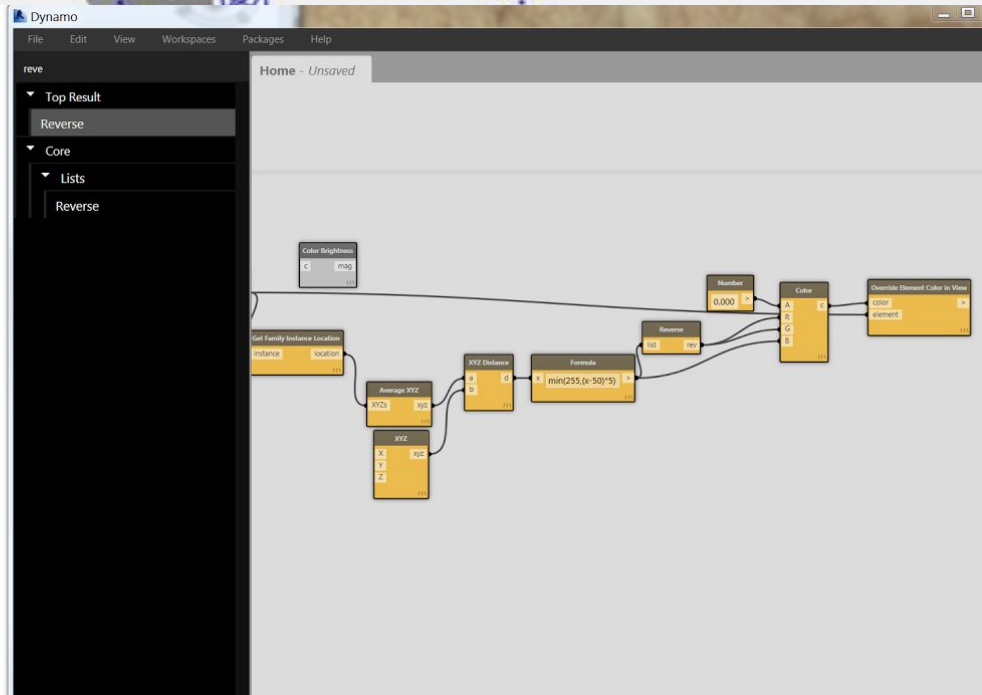 Dynamo
File Edit View Workspaces Packages Help
reve
Home - Unsaved
Top Result
Reverse
Core
Lists
Reverse
Color Brightness
c mag
Number
0.000 >
Color
A c
R
G
B
Override Element Color in View
color >
element
Get Family Instance Location
instance location
Reverse
list rev
XYZ Distance
a d
b
Formula
x min(255,(x-50)*5) >
Average XYZ
XYZs xyz
XYZ
X xyz
Y
Z